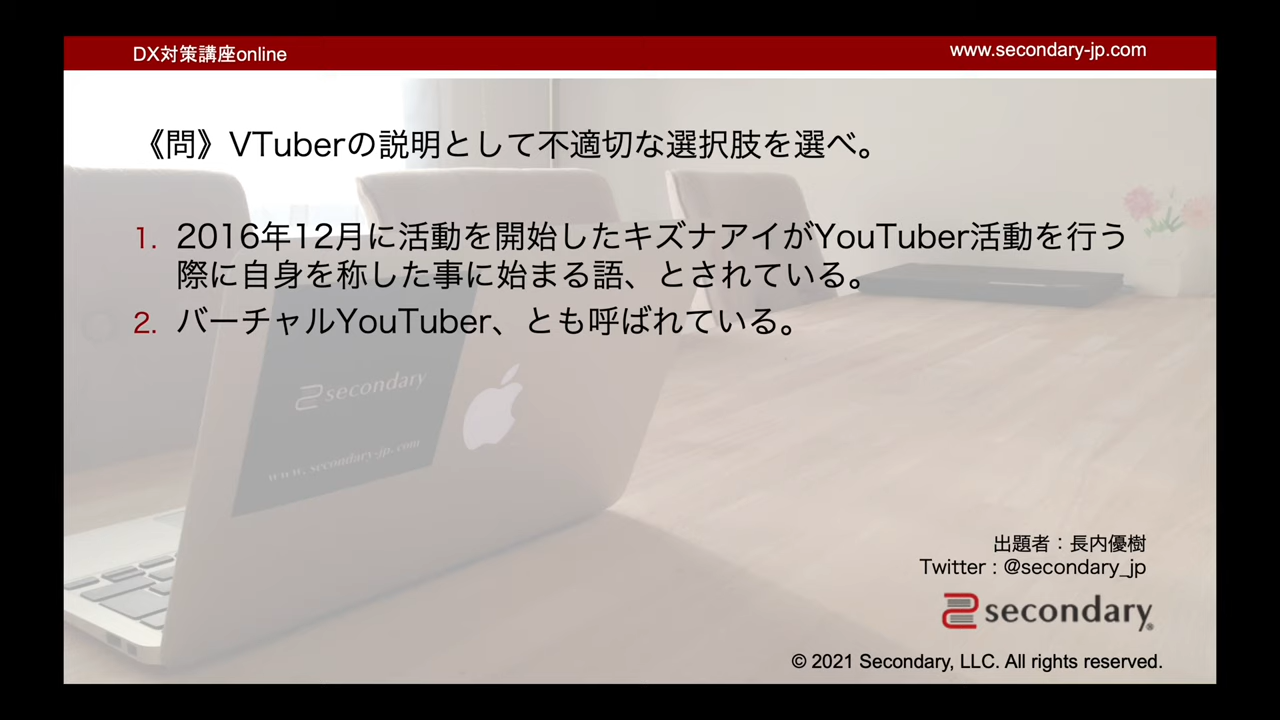 DX対策講座online
www.secondary-jp.com
《問》VTuberの説明として不適切な選択肢を選べ。
1. 2016年12月に活動を開始したキズナアイがYouTuber活動を行う
際に自身を称した事に始まる語、とされている。
2. バーチャルYouTuber、とも呼ばれている。
secondary
www.secondary-jp.com
出題者：長内優樹
Twitter : @secondary_jp
secondary®
© 2021 Secondary, LLC. All rights reserved.